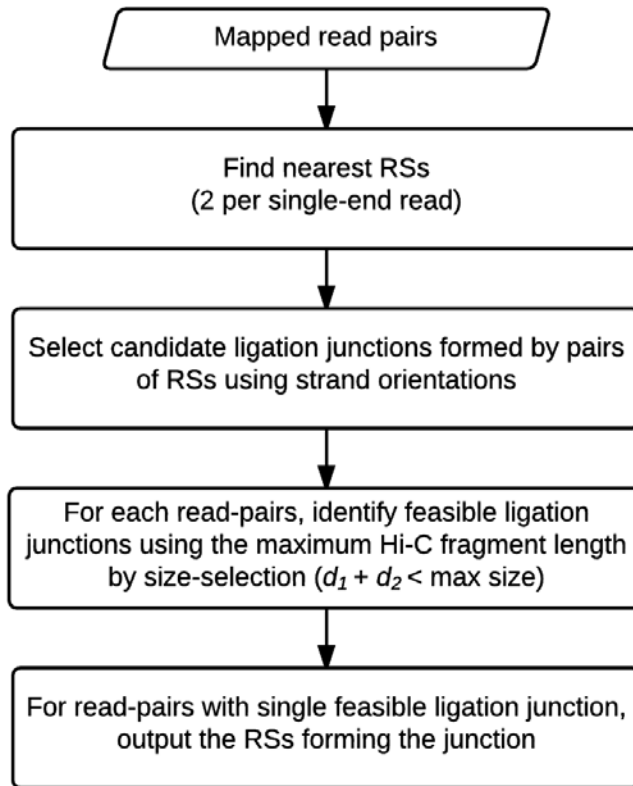 Mapped read pairs
Find nearest RSs
(2 per single-end read)
Select candidate ligation junctions formed by pairs
of RSs using strand orientations
For each read-pairs, identify feasible ligation
junctions using the maximum Hi-C fragment length
by size-selection (d₁ + d₂ < max size)
For read-pairs with single feasible ligation junction,
output the RSs forming the junction